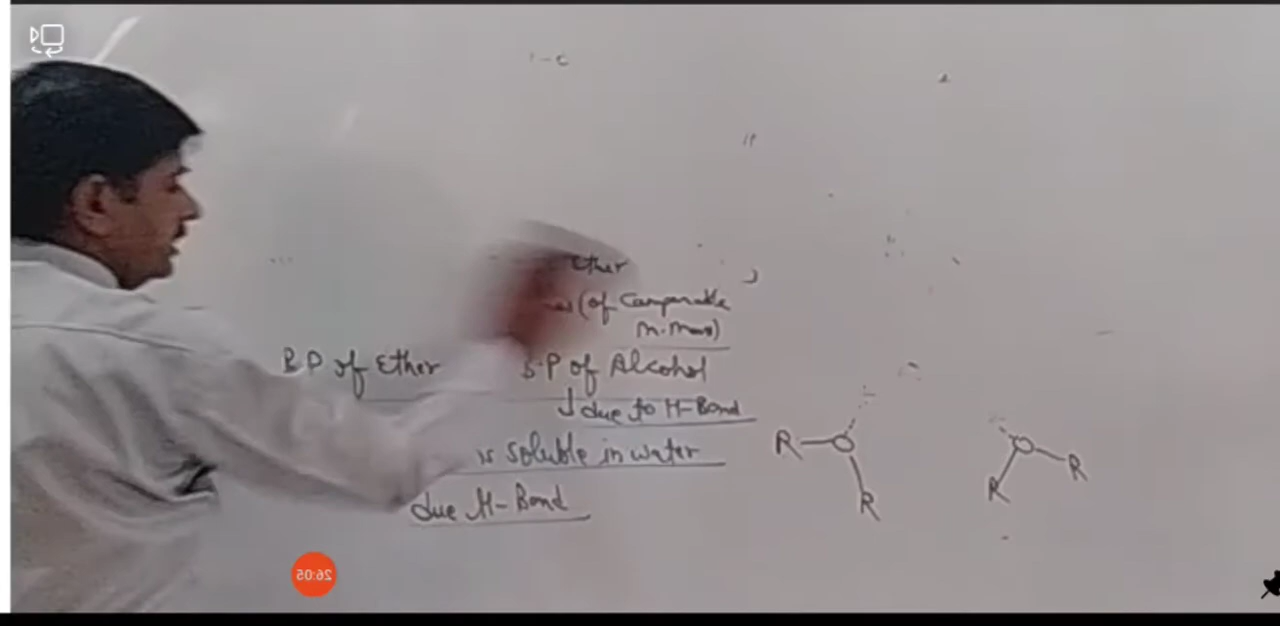 Ether
(of Comparable
m.mass)
B.P of Ether B.P of Alcohol
↓ due to H-Bond
is soluble in water
due H-Bond
R-O
R
O
R R
26:05